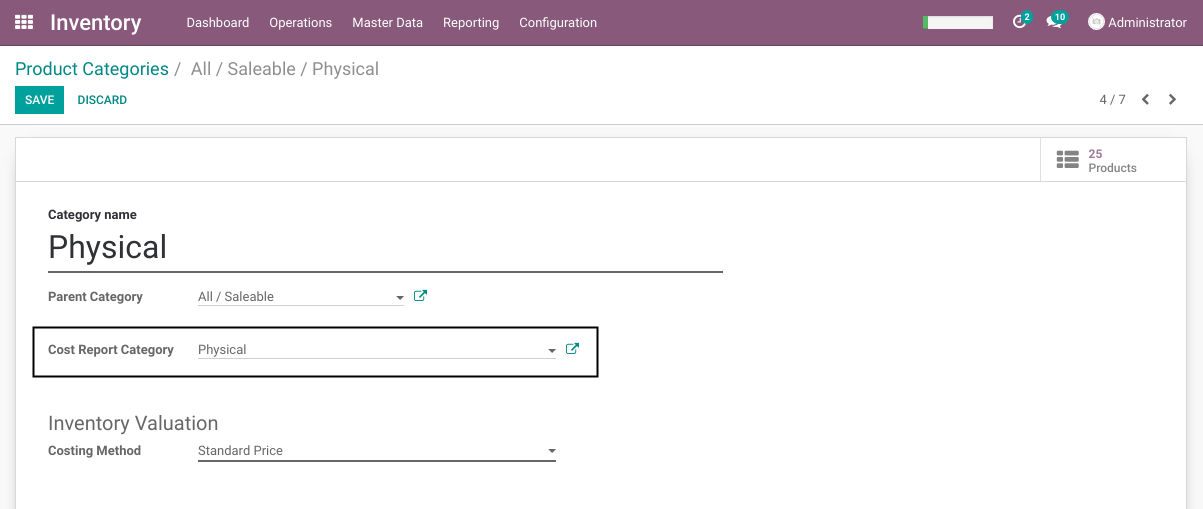 Inventory Dashboard Operations Master Data Reporting Configuration 2 10 Administrator
Product Categories / All / Saleable / Physical
SAVE DISCARD 4 / 7
25
Products
Category name
Physical
Parent Category All / Saleable
Cost Report Category Physical
Inventory Valuation
Costing Method Standard Price